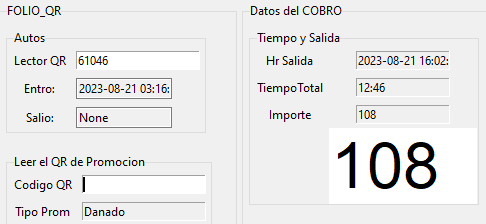 FOLIO_QR
Autos
Lector QR 61046
Entro: 2023-08-21 03:16:
Salio: None
Leer el QR de Promocion
Codigo QR
Tipo Prom Danado
Datos del COBRO
Tiempo y Salida
Hr Salida 2023-08-21 16:02:
TiempoTotal 12:46
Importe 108
108